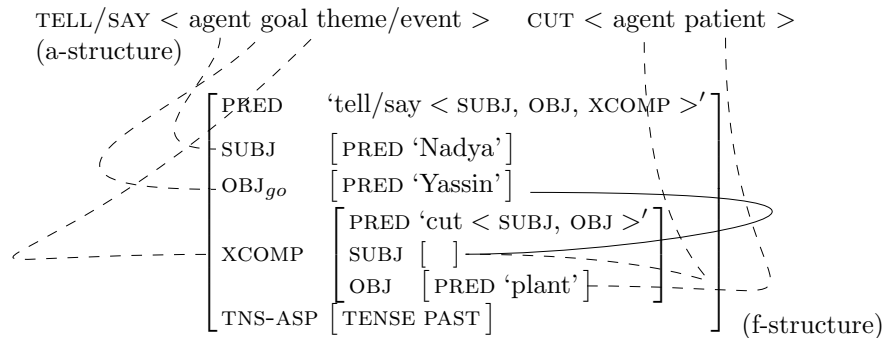 TELL/SAY < agent goal theme/event > CUT < agent patient >
(a-structure)
PRED ‘tell/say < SUBJ, OBJ, XCOMP >′
SUBJ [PRED ‘Nadya’]
OBJgo [PRED ‘Yassin’]
PRED ‘cut < SUBJ, OBJ >′
XCOMP SUBJ [ ]
OBJ [PRED ‘plant’]
TNS-ASP [TENSE PAST]
(f-structure)